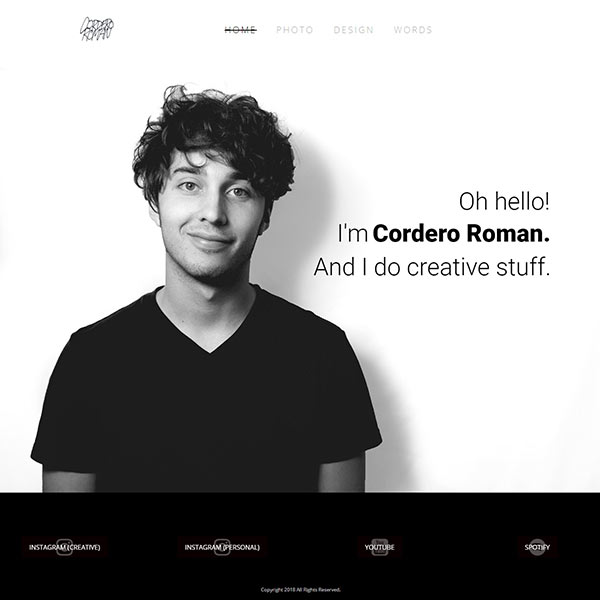 CORDERO
ROMAN
HOME PHOTO DESIGN WORDS
Oh hello!
I'm Cordero Roman.
And I do creative stuff.
INSTAGRAM (CREATIVE) INSTAGRAM (PERSONAL) YOUTUBE SPOTIFY
Copyright 2018 All Rights Reserved.